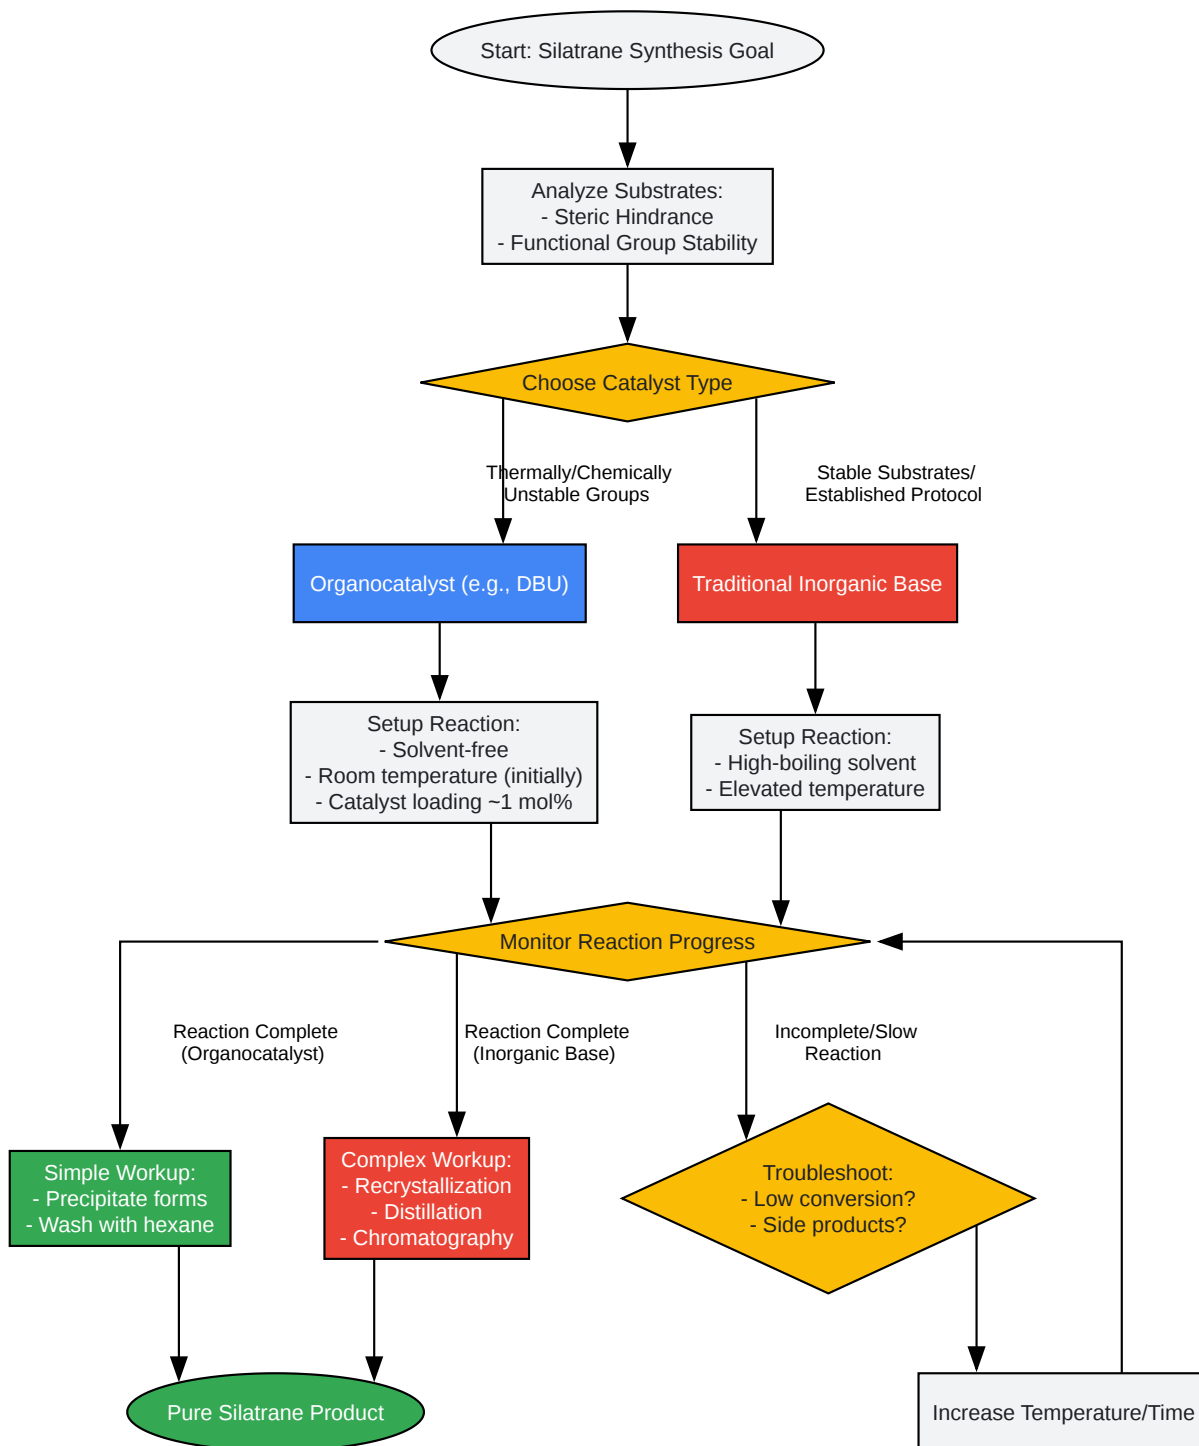 Start: Silatrane Synthesis Goal
Analyze Substrates:
- Steric Hindrance
- Functional Group Stability
Choose Catalyst Type
Thermally/Chemically
Unstable Groups
Stable Substrates/
Established Protocol
Organocatalyst (e.g., DBU)
Traditional Inorganic Base
Setup Reaction:
- Solvent-free
- Room temperature (initially)
- Catalyst loading ~1 mol%
Setup Reaction:
- High-boiling solvent
- Elevated temperature
Monitor Reaction Progress
Reaction Complete
(Organocatalyst)
Reaction Complete
(Inorganic Base)
Incomplete/Slow
Reaction
Simple Workup:
- Precipitate forms
- Wash with hexane
Complex Workup:
- Recrystallization
- Distillation
- Chromatography
Troubleshoot:
- Low conversion?
- Side products?
Pure Silatrane Product
Increase Temperature/Time